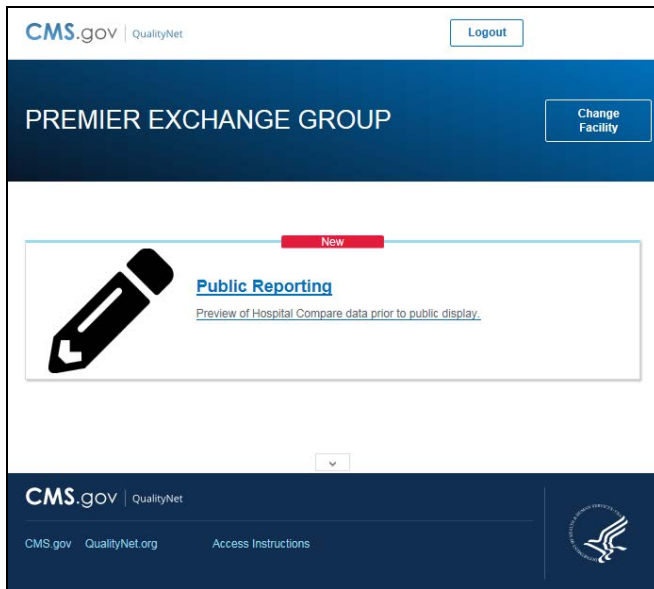 CMS.gov | QualityNet
Logout
PREMIER EXCHANGE GROUP
Change
Facility
New
Public Reporting
Preview of Hospital Compare data prior to public display.
CMS.gov | QualityNet
CMS.gov QualityNet.org Access Instructions